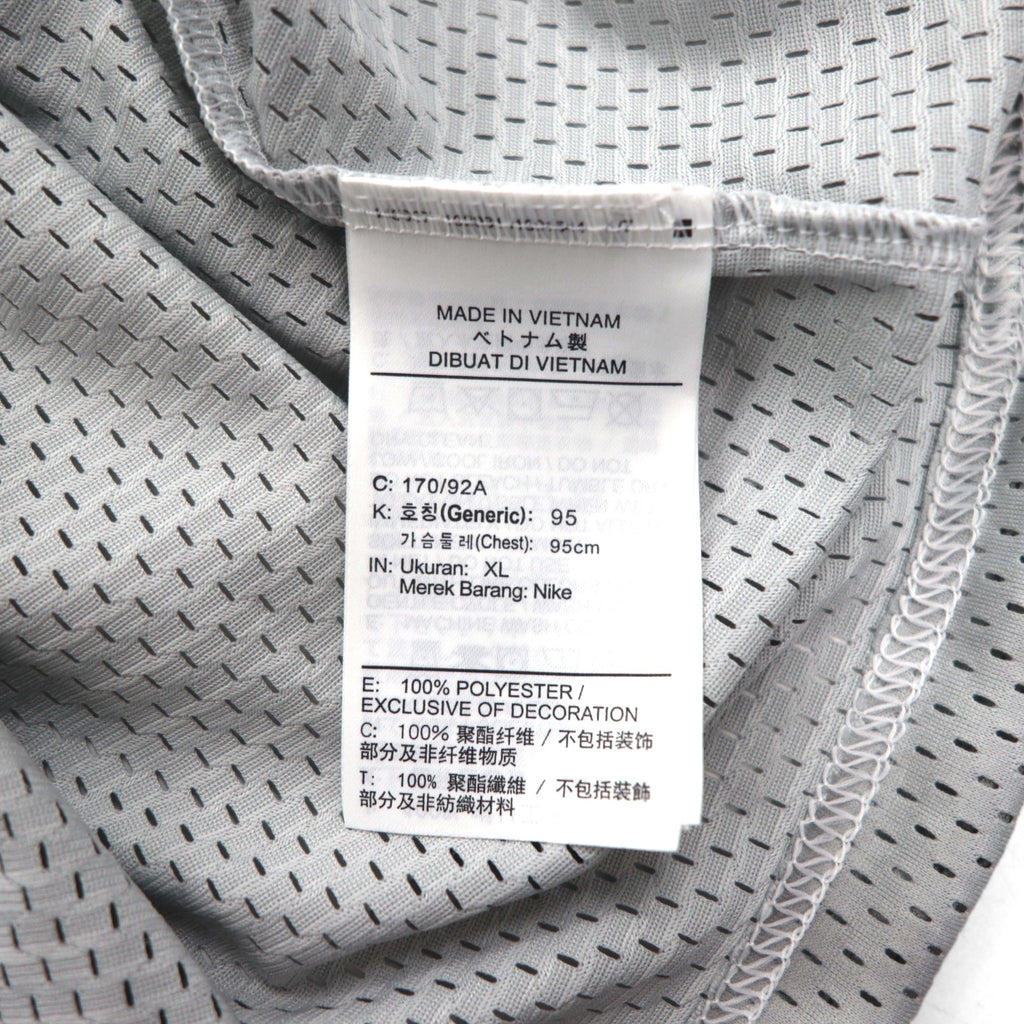 MADE IN VIETNAM
ベトナム製
DIBUAT DI VIETNAM
C: 170/92A
K: 호칭(Generic): 95
가슴둘레(Chest): 95cm
IN: Ukuran: XL
Merek Barang: Nike
E: 100% POLYESTER /
EXCLUSIVE OF DECORATION
C: 100% 聚酯纤维 / 不包括装饰
部分及非纤维物质
T: 100% 聚酯纖維 / 不包括裝飾
部分及非紡織材料